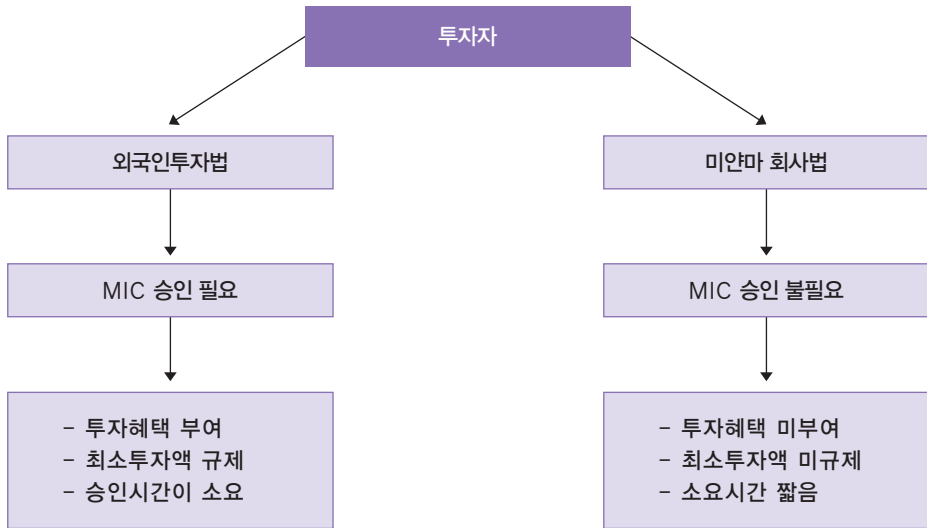 투자자
외국인투자법
미얀마 회사법
MIC 승인 필요
MIC 승인 불필요
- 투자혜택 부여
- 최소투자액 규제
- 승인시간이 소요
- 투자혜택 미부여
- 최소투자액 미규제
- 소요시간 짧음